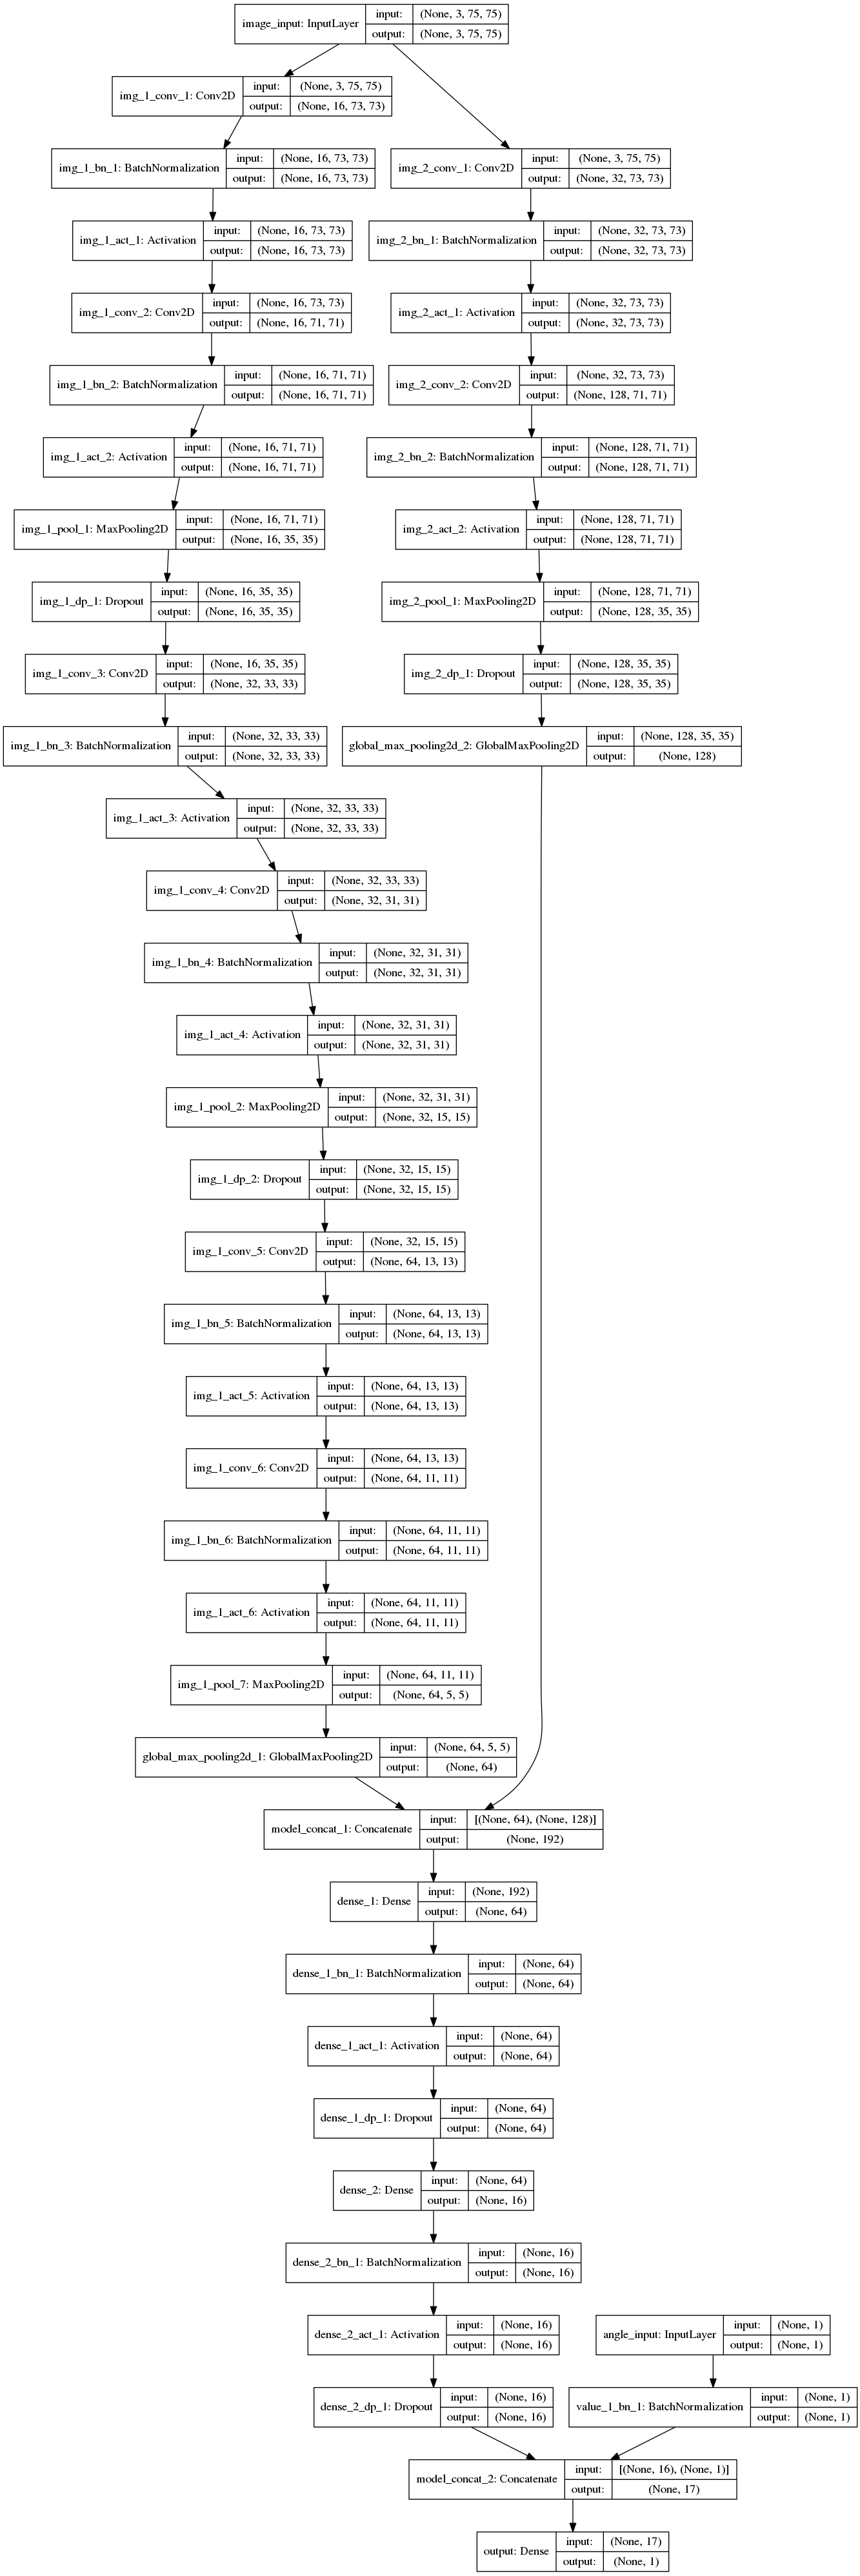 image_input: InputLayer
input: (None, 3, 75, 75)
output: (None, 3, 75, 75)
img_1_conv_1: Conv2D
input: (None, 3, 75, 75)
output: (None, 16, 73, 73)
img_1_bn_1: BatchNormalization
input: (None, 16, 73, 73)
output: (None, 16, 73, 73)
img_2_conv_1: Conv2D
input: (None, 3, 75, 75)
output: (None, 32, 73, 73)
img_1_act_1: Activation
input: (None, 16, 73, 73)
output: (None, 16, 73, 73)
img_2_bn_1: BatchNormalization
input: (None, 32, 73, 73)
output: (None, 32, 73, 73)
img_1_conv_2: Conv2D
input: (None, 16, 73, 73)
output: (None, 16, 71, 71)
img_2_act_1: Activation
input: (None, 32, 73, 73)
output: (None, 32, 73, 73)
img_1_bn_2: BatchNormalization
input: (None, 16, 71, 71)
output: (None, 16, 71, 71)
img_2_conv_2: Conv2D
input: (None, 32, 73, 73)
output: (None, 128, 71, 71)
img_1_act_2: Activation
input: (None, 16, 71, 71)
output: (None, 16, 71, 71)
img_2_bn_2: BatchNormalization
input: (None, 128, 71, 71)
output: (None, 128, 71, 71)
img_1_pool_1: MaxPooling2D
input: (None, 16, 71, 71)
output: (None, 16, 35, 35)
img_2_act_2: Activation
input: (None, 128, 71, 71)
output: (None, 128, 71, 71)
img_1_dp_1: Dropout
input: (None, 16, 35, 35)
output: (None, 16, 35, 35)
img_2_pool_1: MaxPooling2D
input: (None, 128, 71, 71)
output: (None, 128, 35, 35)
img_1_conv_3: Conv2D
input: (None, 16, 35, 35)
output: (None, 32, 33, 33)
img_2_dp_1: Dropout
input: (None, 128, 35, 35)
output: (None, 128, 35, 35)
img_1_bn_3: BatchNormalization
input: (None, 32, 33, 33)
output: (None, 32, 33, 33)
global_max_pooling2d_2: GlobalMaxPooling2D
input: (None, 128, 35, 35)
output: (None, 128)
img_1_act_3: Activation
input: (None, 32, 33, 33)
output: (None, 32, 33, 33)
img_1_conv_4: Conv2D
input: (None, 32, 33, 33)
output: (None, 32, 31, 31)
img_1_bn_4: BatchNormalization
input: (None, 32, 31, 31)
output: (None, 32, 31, 31)
img_1_act_4: Activation
input: (None, 32, 31, 31)
output: (None, 32, 31, 31)
img_1_pool_2: MaxPooling2D
input: (None, 32, 31, 31)
output: (None, 32, 15, 15)
img_1_dp_2: Dropout
input: (None, 32, 15, 15)
output: (None, 32, 15, 15)
img_1_conv_5: Conv2D
input: (None, 32, 15, 15)
output: (None, 64, 13, 13)
img_1_bn_5: BatchNormalization
input: (None, 64, 13, 13)
output: (None, 64, 13, 13)
img_1_act_5: Activation
input: (None, 64, 13, 13)
output: (None, 64, 13, 13)
img_1_conv_6: Conv2D
input: (None, 64, 13, 13)
output: (None, 64, 11, 11)
img_1_bn_6: BatchNormalization
input: (None, 64, 11, 11)
output: (None, 64, 11, 11)
img_1_act_6: Activation
input: (None, 64, 11, 11)
output: (None, 64, 11, 11)
img_1_pool_7: MaxPooling2D
input: (None, 64, 11, 11)
output: (None, 64, 5, 5)
global_max_pooling2d_1: GlobalMaxPooling2D
input: (None, 64, 5, 5)
output: (None, 64)
model_concat_1: Concatenate
input: [(None, 64), (None, 128)]
output: (None, 192)
dense_1: Dense
input: (None, 192)
output: (None, 64)
dense_1_bn_1: BatchNormalization
input: (None, 64)
output: (None, 64)
dense_1_act_1: Activation
input: (None, 64)
output: (None, 64)
dense_1_dp_1: Dropout
input: (None, 64)
output: (None, 64)
dense_2: Dense
input: (None, 64)
output: (None, 16)
dense_2_bn_1: BatchNormalization
input: (None, 16)
output: (None, 16)
dense_2_act_1: Activation
input: (None, 16)
output: (None, 16)
angle_input: InputLayer
input: (None, 1)
output: (None, 1)
dense_2_dp_1: Dropout
input: (None, 16)
output: (None, 16)
value_1_bn_1: BatchNormalization
input: (None, 1)
output: (None, 1)
model_concat_2: Concatenate
input: [(None, 16), (None, 1)]
output: (None, 17)
output: Dense
input: (None, 17)
output: (None, 1)